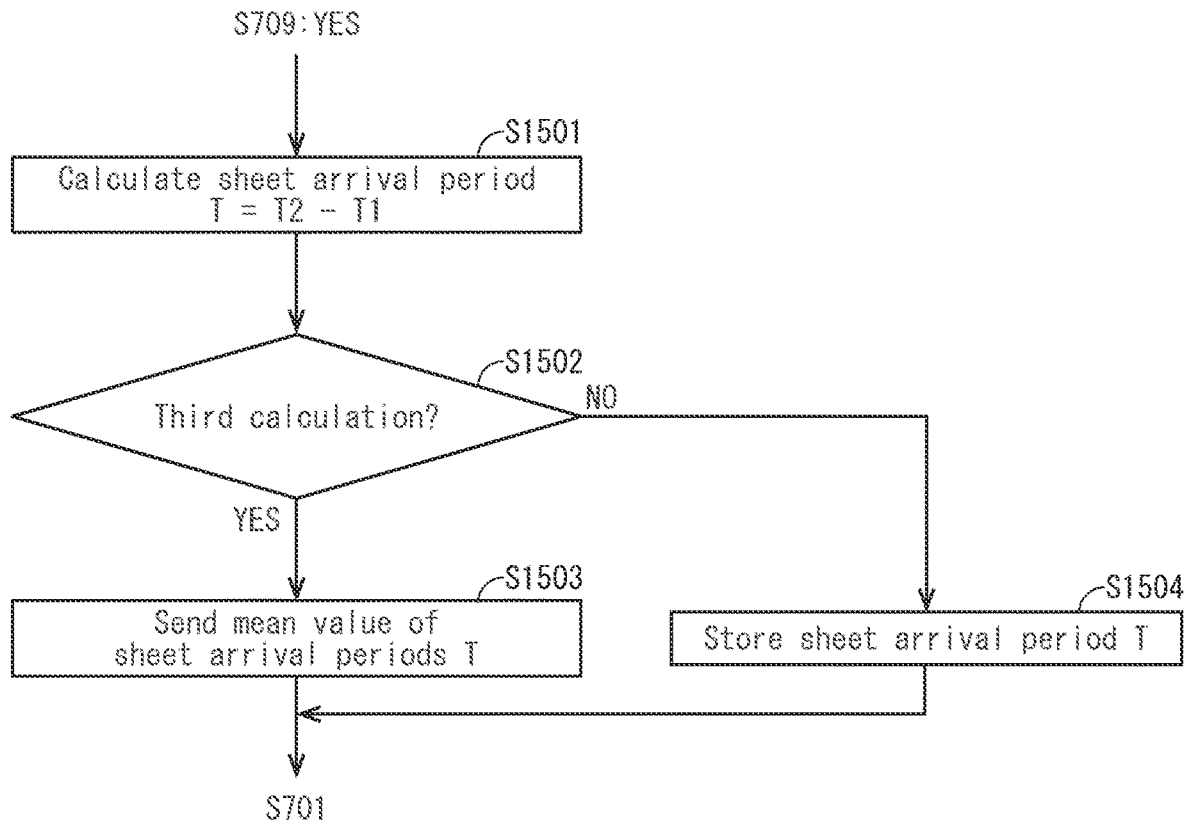 S709:YES
S1501
Calculate sheet arrival period
T = T2 - T1
S1502
Third calculation?
NO
YES
S1503
Send mean value of
sheet arrival periods T
S1504
Store sheet arrival period T
S701